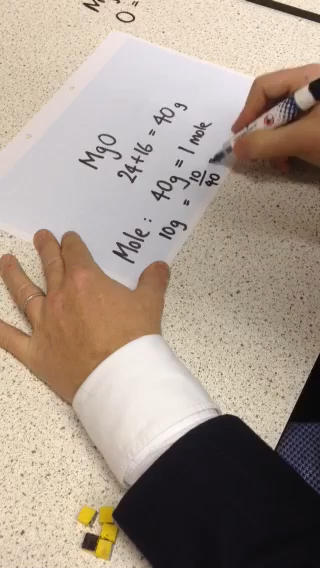 M
O =
MgO
24+16 = 40g
Mole: 40g = 1 mole
10g = 10/40